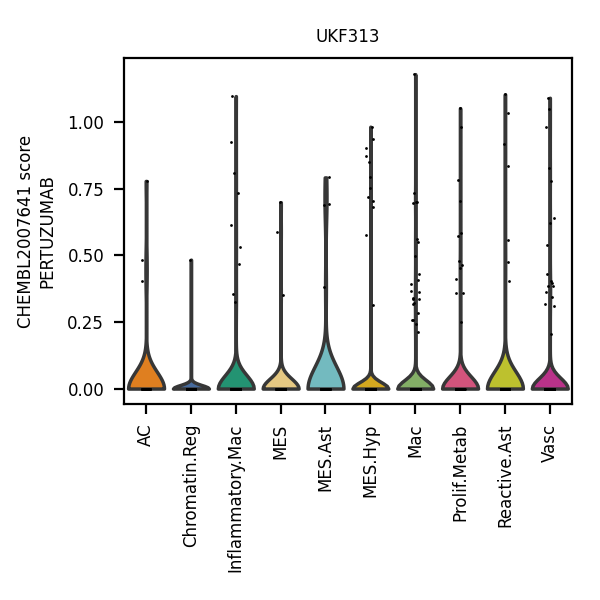 UKF313
CHEMBL2007641 score
PERTUZUMAB
1.00
0.75
0.50
0.25
0.00
AC
Chromatin.Reg
Inflammatory.Mac
MES
MES.Ast
MES.Hyp
Mac
Prolif.Metab
Reactive.Ast
Vasc